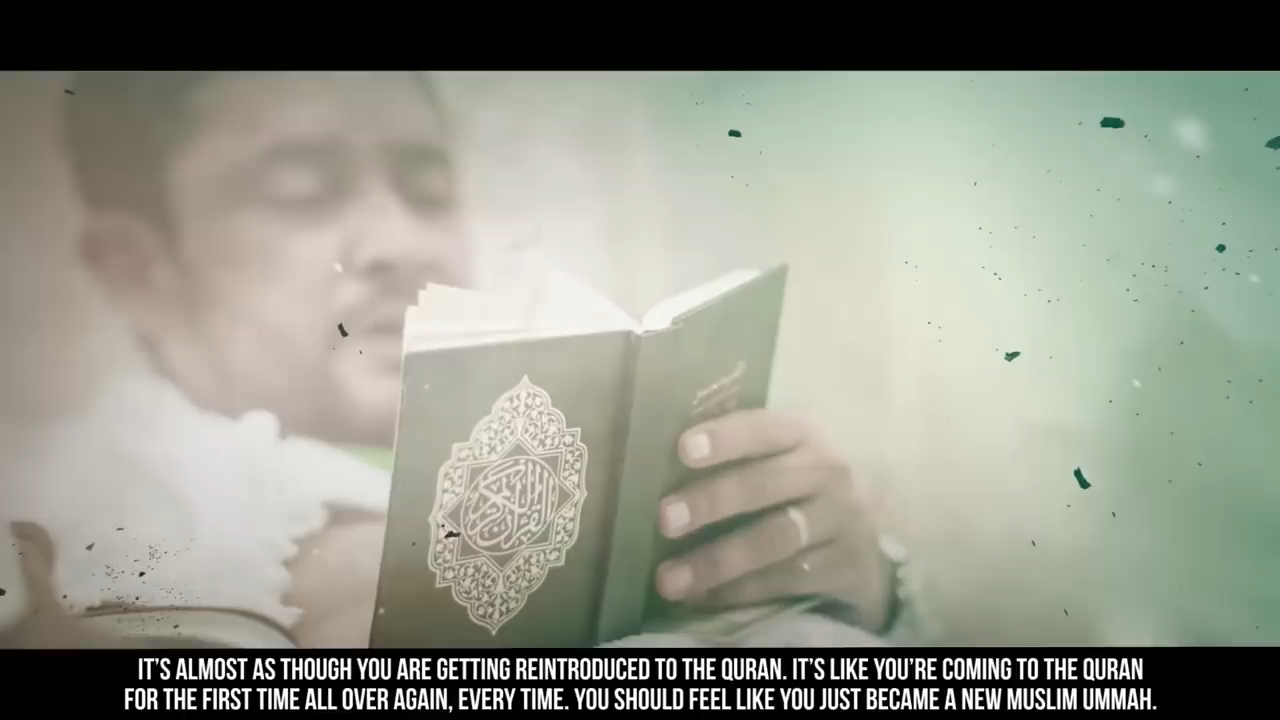 القرآن الكريم
IT'S ALMOST AS THOUGH YOU ARE GETTING REINTRODUCED TO THE QURAN. IT'S LIKE YOU'RE COMING TO THE QURAN
FOR THE FIRST TIME ALL OVER AGAIN, EVERY TIME. YOU SHOULD FEEL LIKE YOU JUST BECAME A NEW MUSLIM UMMAH.